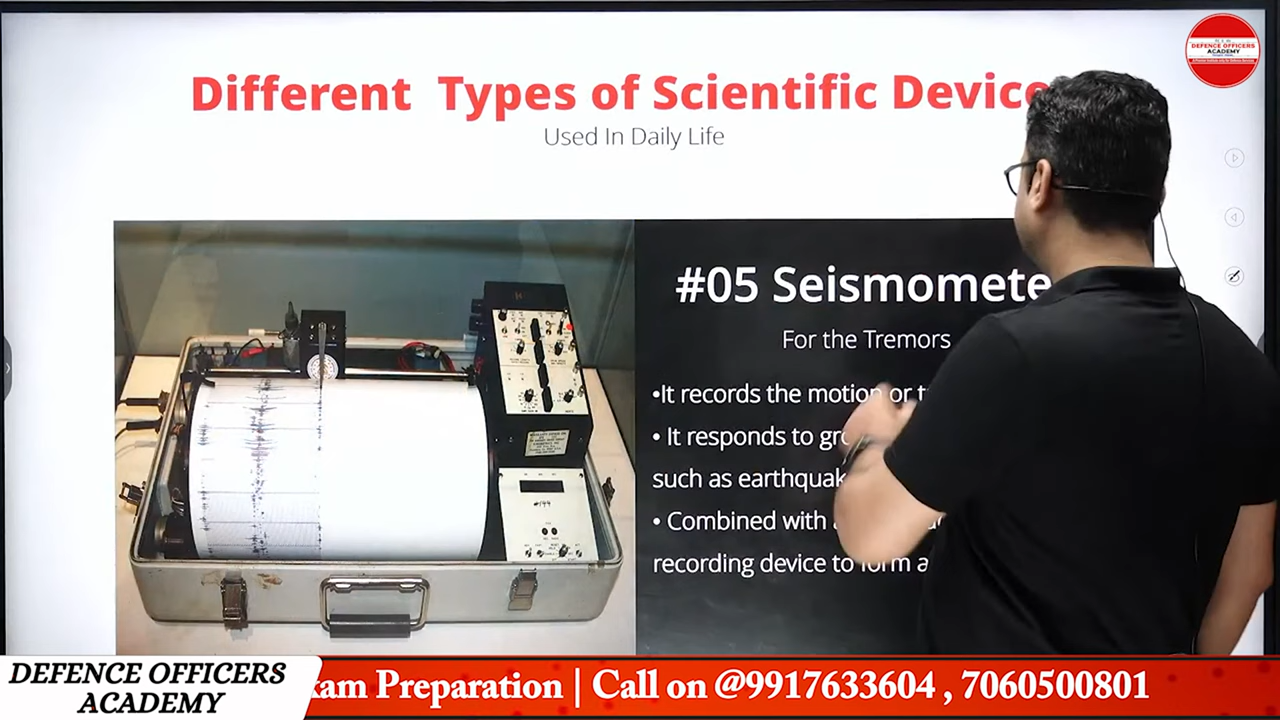 DEFENCE OFFICERS
ACADEMY
Different Types of Scientific Device
Used In Daily Life
#05 Seismomete
For the Tremors
•It records the motion or t
• It responds to gro
such as earthquak
• Combined with
recording device to form a
DEFENCE OFFICERS
ACADEMY
xam Preparation | Call on @9917633604 , 7060500801